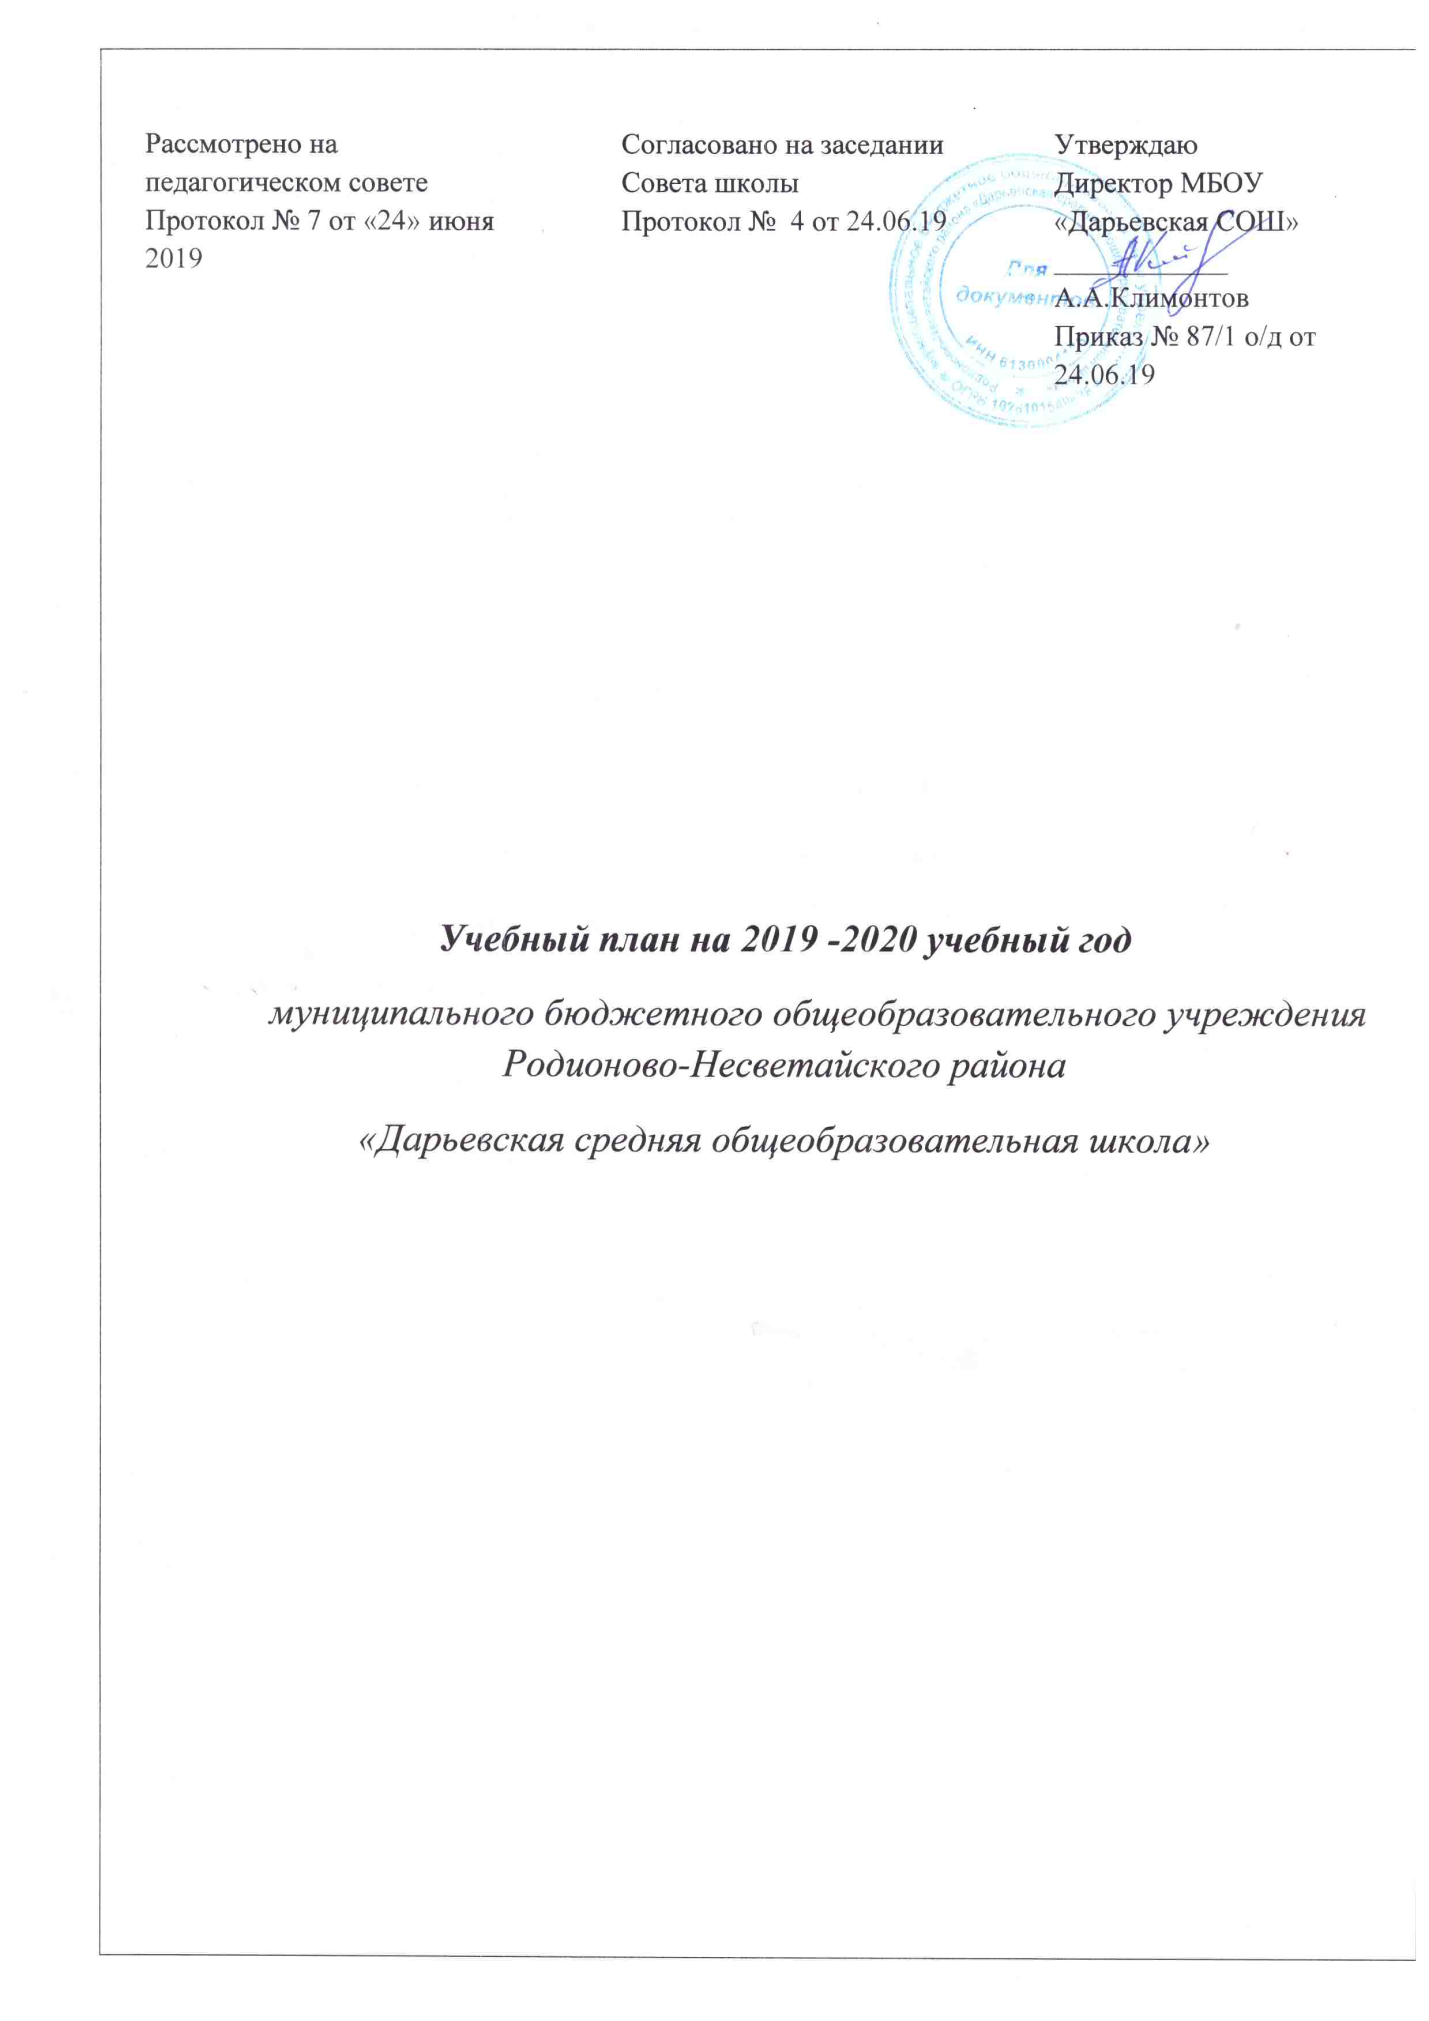 Рассмотрено на
педагогическом совете
Протокол № 7 от «24» июня
2019
Согласовано на заседании
Совета школы
Протокол №  4 от 24.06.19
Утверждаю
Директор МБОУ
«Дарьевская СОШ»
А.А.Климонтов
Приказ № 87/1 о/д от
24.06.19
Для
документов
Учебный план на 2019 -2020 учебный год
муниципального бюджетного общеобразовательного учреждения
Родионово-Несветайского района
«Дарьевская средняя общеобразовательная школа»